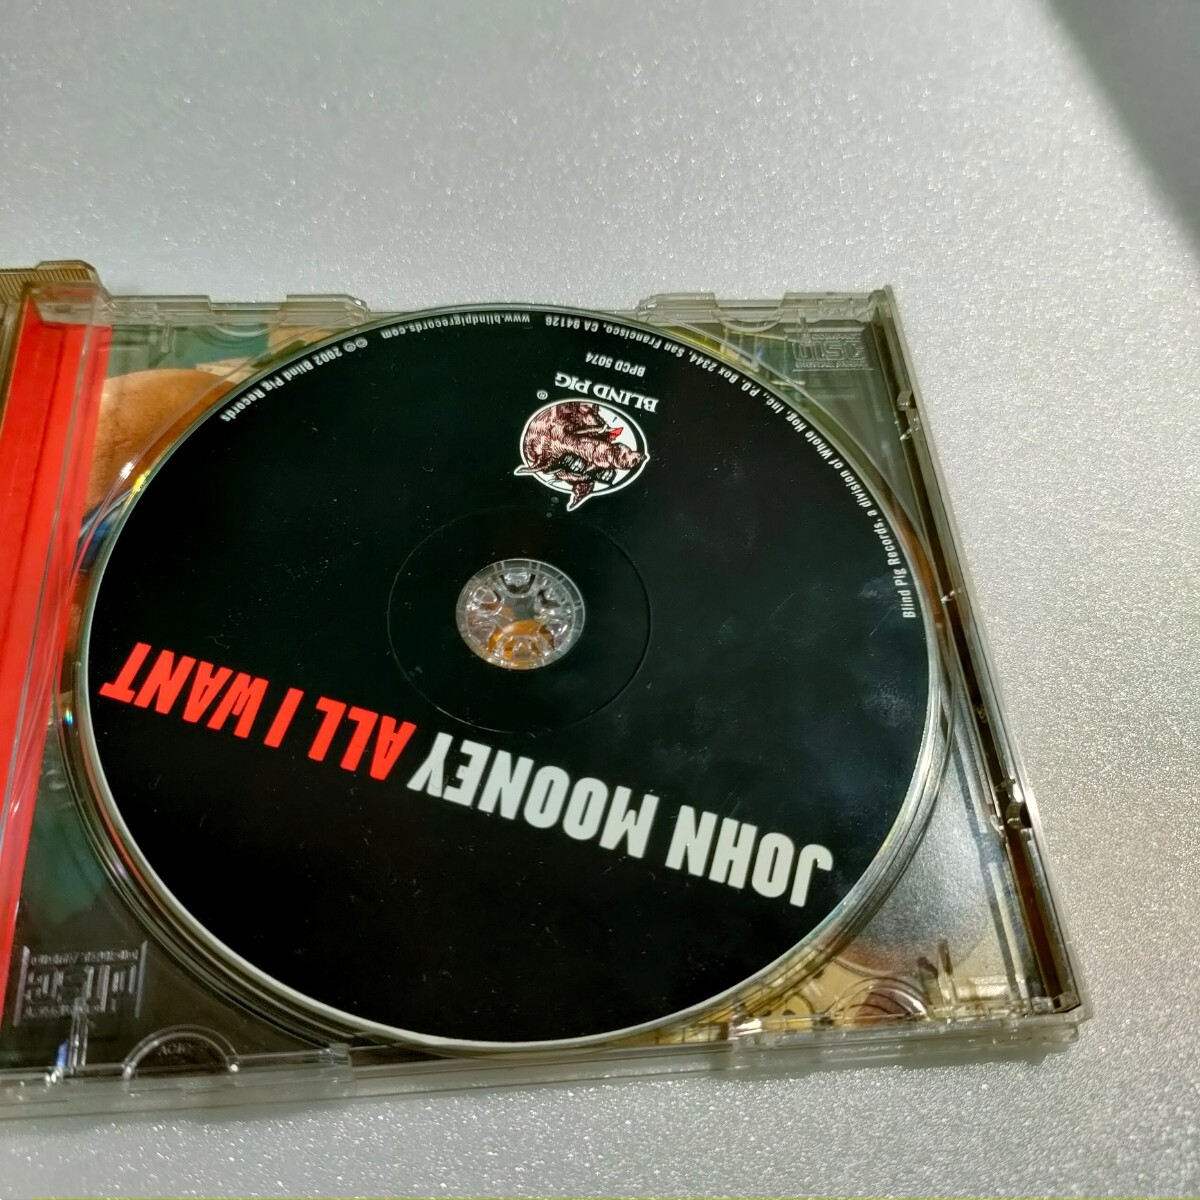 JOHN MOONEY ALL I WANT
®
BLIND PIG
BPCD 5074
Blind Pig Records, a division of Whole Hog, Inc., P.O. Box 2344, San Francisco, CA 94126 www.blindpigrecords.com ℗ © 2002 Blind Pig Records